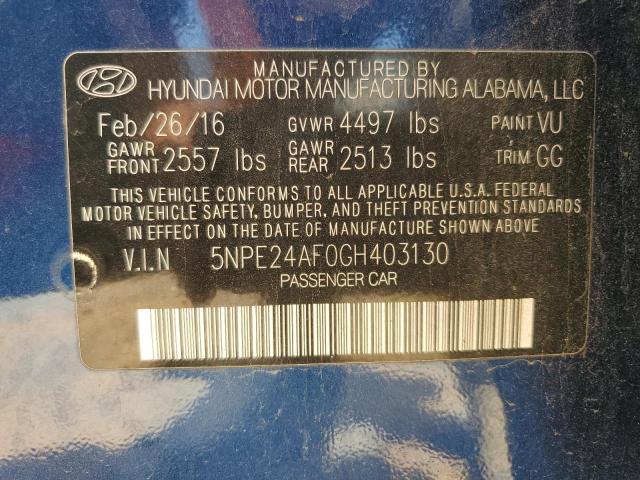 MANUFACTURED BY
HYUNDAI MOTOR MANUFACTURING ALABAMA, LLC
Feb/26/16 GVWR 4497 lbs PAINT VU
GAWR FRONT 2557 lbs GAWR REAR 2513 lbs TRIM GG
THIS VEHICLE CONFORMS TO ALL APPLICABLE U.S.A. FEDERAL
MOTOR VEHICLE SAFETY, BUMPER, AND THEFT PREVENTION STANDARDS
IN EFFECT ON THE DATE OF MANUFACTURE SHOWN ABOVE.
V.I.N 5NPE24AF0GH403130
PASSENGER CAR